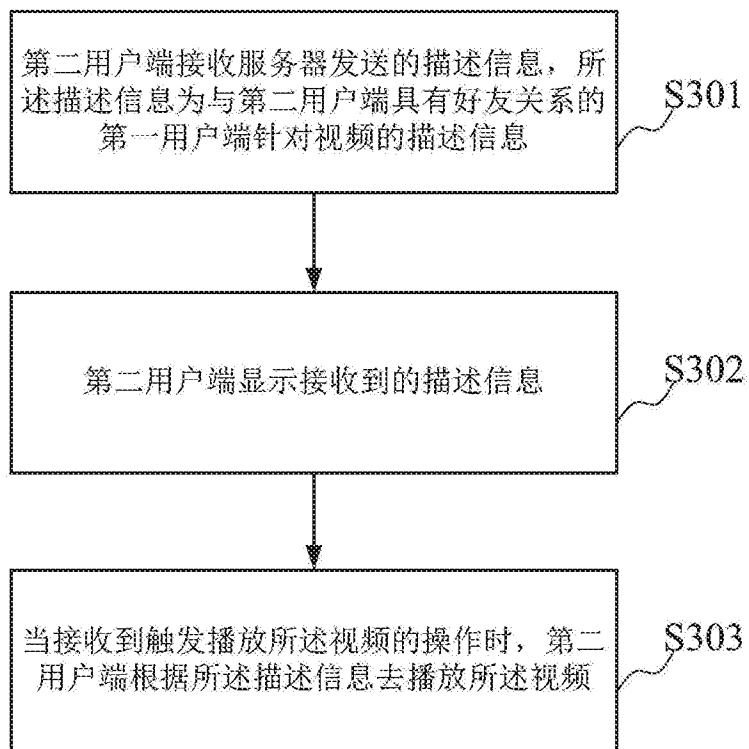 第二用户端接收服务器发送的描述信息，所
述描述信息为与第二用户端具有好友关系的
第一用户端针对视频的描述信息
S301
第二用户端显示接收到的描述信息
S302
当接收到触发播放所述视频的操作时，第二
用户端根据所述描述信息去播放所述视频
S303